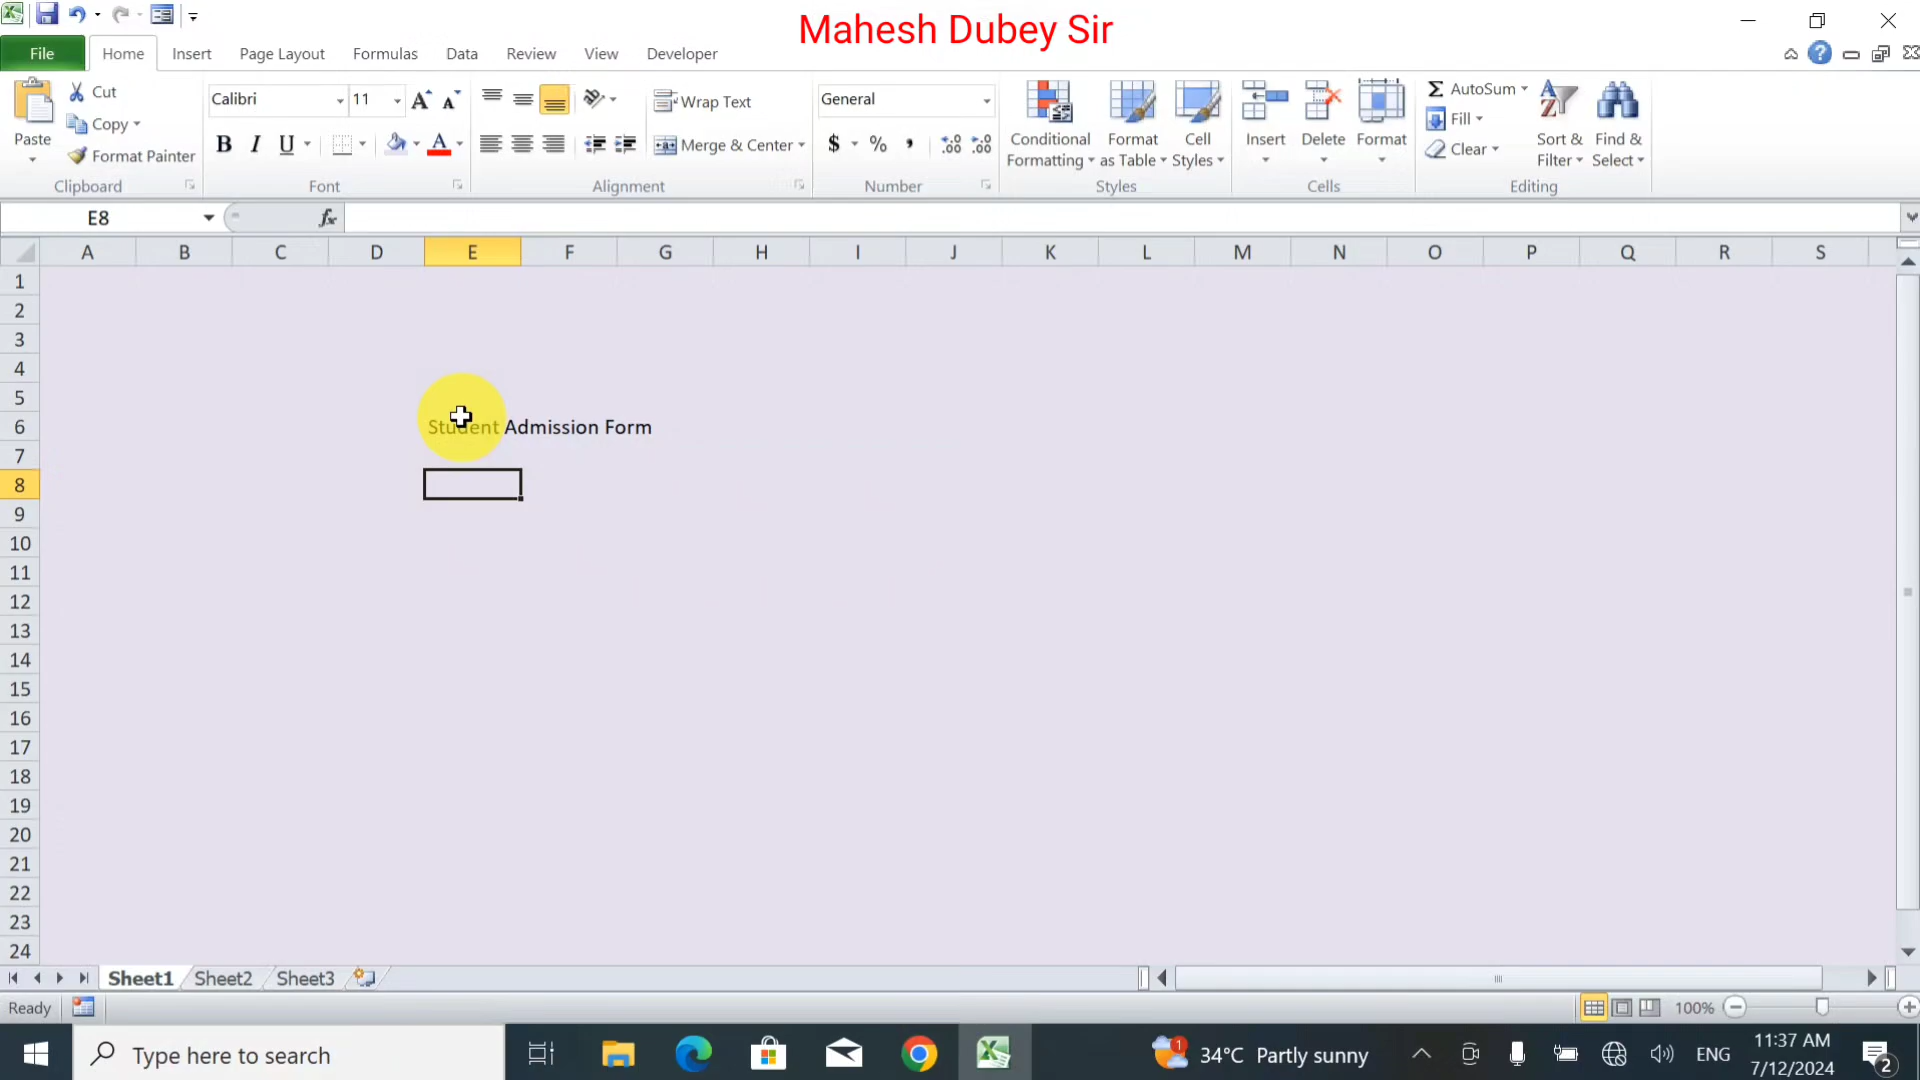 Mahesh Dubey Sir
File Home Insert Page Layout Formulas Data Review View Developer
Paste
Cut
Copy
Format Painter
Clipboard
Calibri 11
B I U
Font
Wrap Text
Merge & Center
Alignment
General
$ %
Number
Conditional Formatting
Format as Table
Cell Styles
Styles
Insert
Delete
Format
Cells
AutoSum
Fill
Clear
Sort & Filter
Find & Select
Editing
E8 fx
A B C D E F G H I J K L M N O P Q R S
1
2
3
4
5
6 Student Admission Form
7
8
9
10
11
12
13
14
15
16
17
18
19
20
21
22
23
24
Sheet1 Sheet2 Sheet3
Ready 100%
Type here to search
1 34°C Partly sunny ENG 11:37 AM
7/12/2024 2